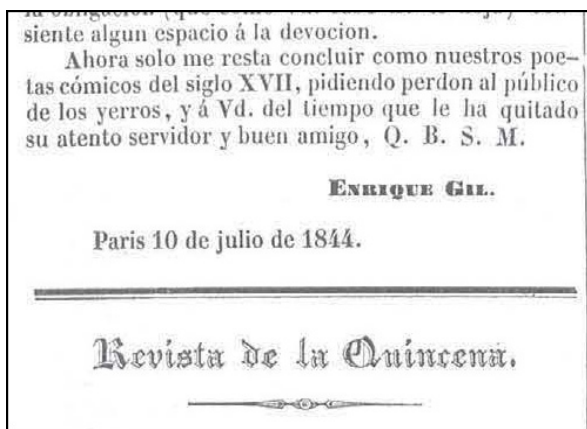 siente algun espacio á la devocion.
Ahora solo me resta concluir como nuestros poe-
tas cómicos del siglo XVII, pidiendo perdon al público
de los yerros, y á Vd. del tiempo que le ha quitado
su atento servidor y buen amigo, Q. B. S. M.
ENRIQUE GIL.
Paris 10 de julio de 1844.
Revista de la Quincena.